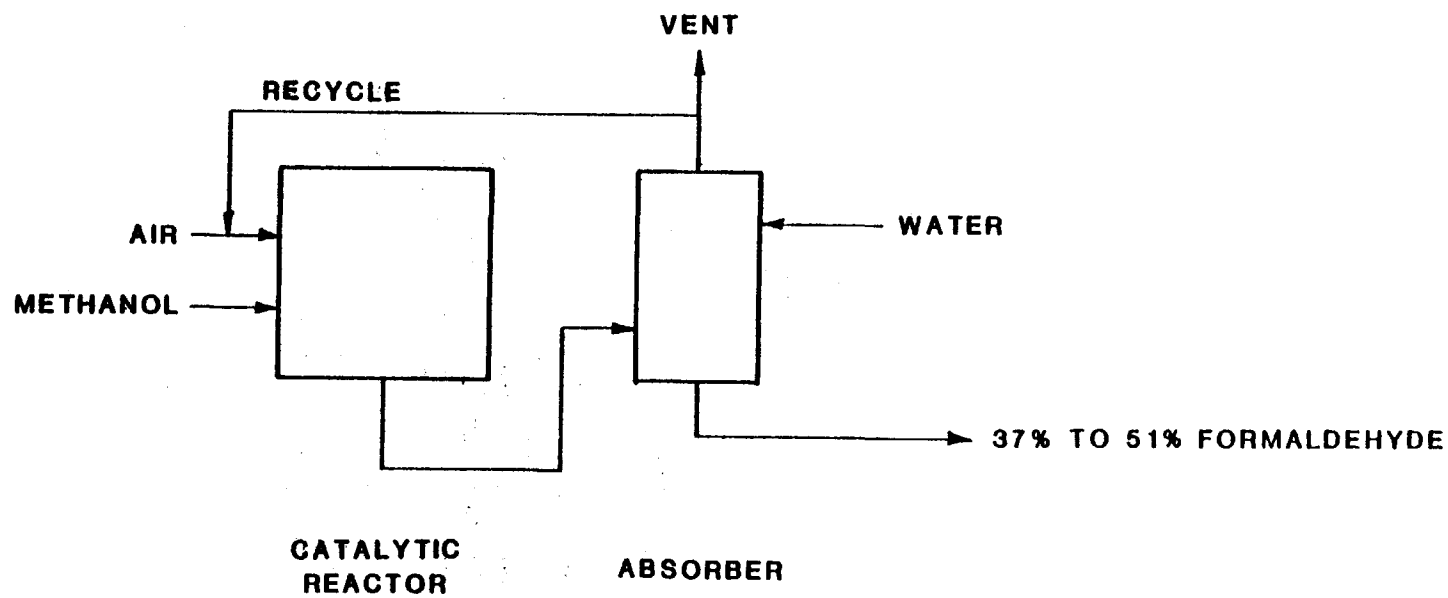 VENT
RECYCLE
AIR
WATER
METHANOL
37% TO 51% FORMALDEHYDE
CATALYTIC
REACTOR
ABSORBER